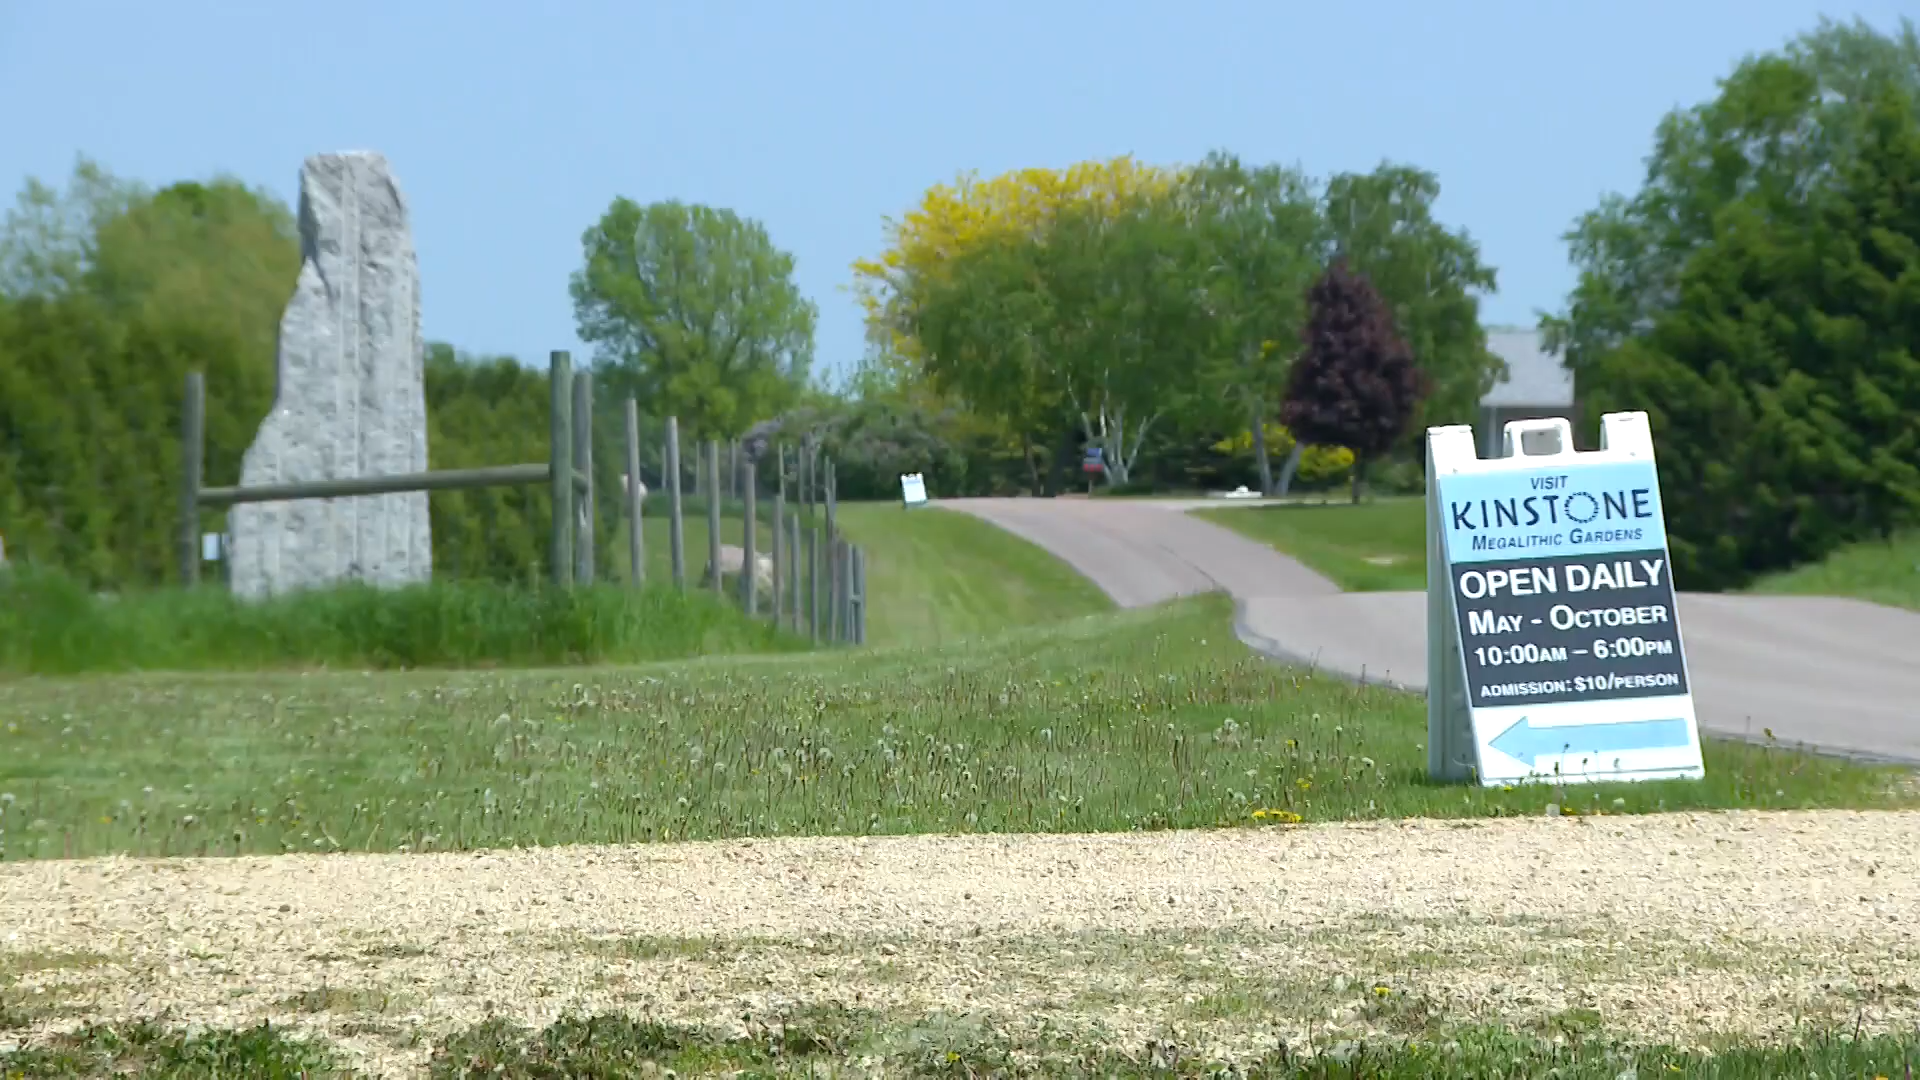 VISIT
KINSTONE
MEGALITHIC GARDENS
OPEN DAILY
MAY - OCTOBER
10:00AM – 6:00PM
ADMISSION: $10/PERSON